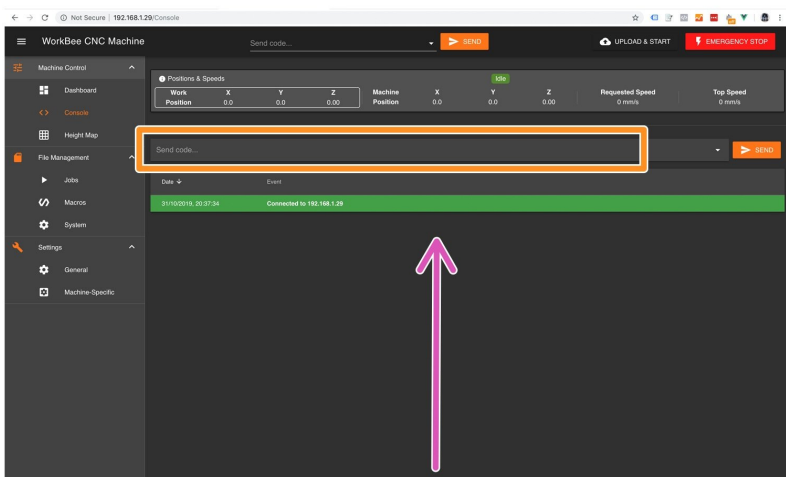 Not Secure | 192.168.1.29/Console
WorkBee CNC Machine
Send code...
SEND
UPLOAD & START
EMERGENCY STOP
Machine Control
Dashboard
Console
Height Map
File Management
Jobs
Macros
System
Settings
General
Machine-Specific
Positions & Speeds
Idle
Work Position X 0.0 Y 0.0 Z 0.00
Machine Position X 0.0 Y 0.0 Z 0.00
Requested Speed 0 mm/s
Top Speed 0 mm/s
Send code...
SEND
Date Event
31/10/2019, 20:37:34 Connected to 192.168.1.29